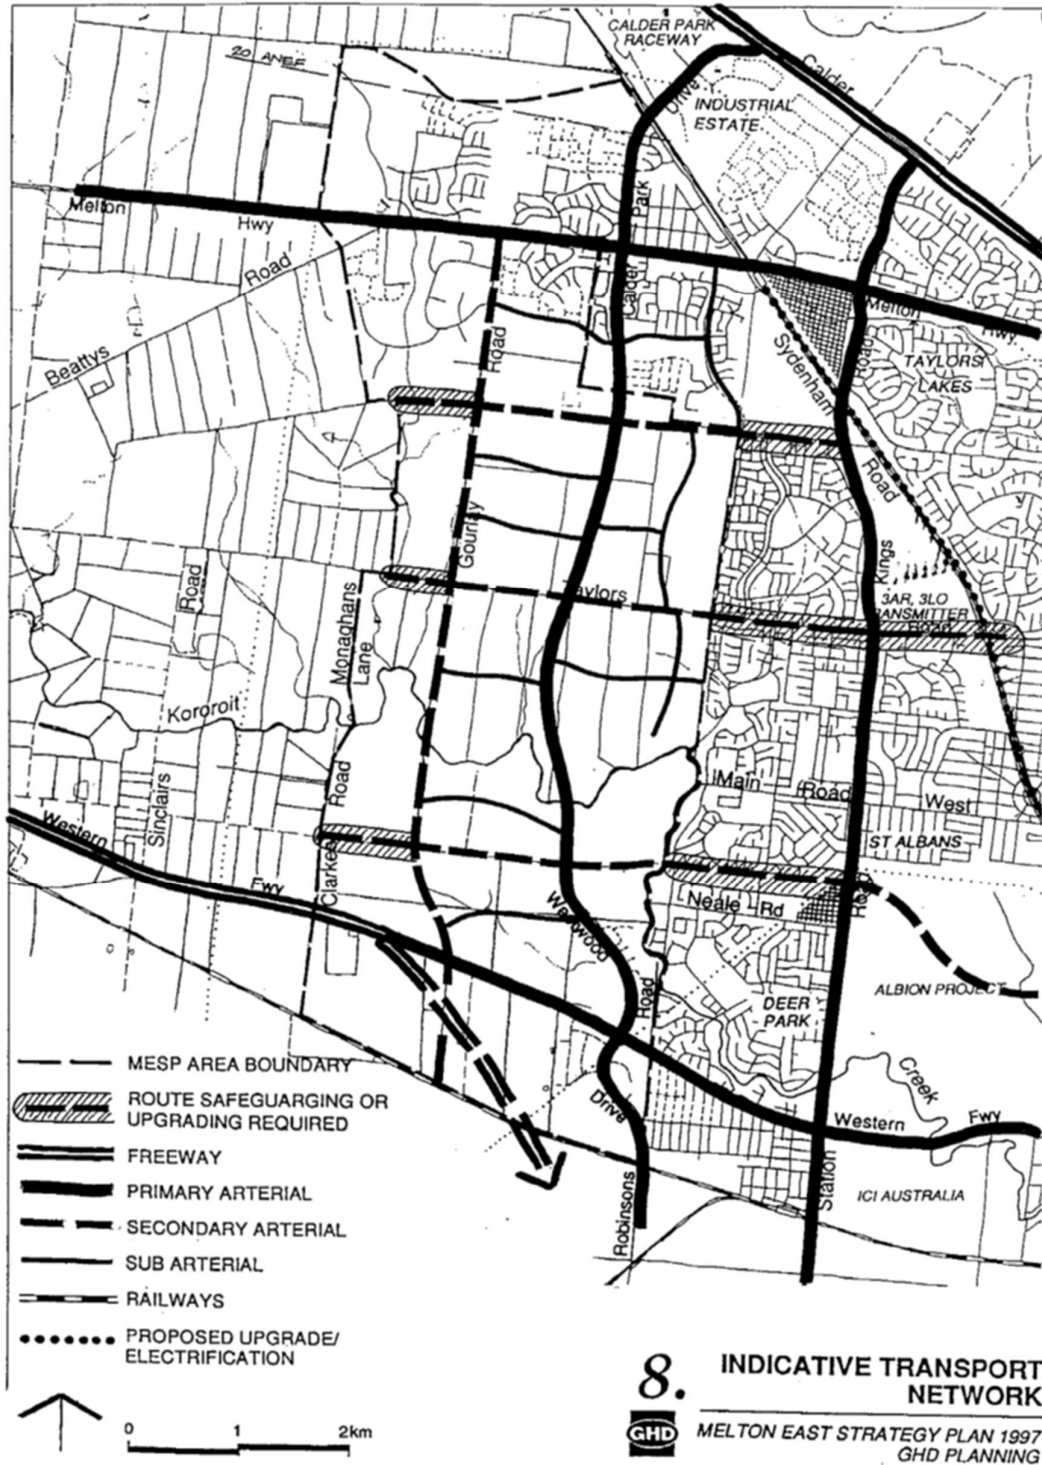 CALDER PARK
RACEWAY
20 ANEF
Calder
Drive
INDUSTRIAL
ESTATE
Park
Melton
Hwy
Road
Calder
Melton
Hwy
Beattys
Road
Road
Sydenham
TAYLORS
LAKES
Road
Gourlay
Kings
Road
Taylors
3AR, 3LO
TRANSMITTER
Monaghans
Lane
Kororoit
Main
Road
West
Sinclairs
Road
Western
ST ALBANS
Clarkes
Fwy
Neale Rd
Road
Westwood
Road
ALBION PROJECT
DEER
PARK
Creek
Drive
Western
Fwy
Station
ICI AUSTRALIA
Robinsons
MESP AREA BOUNDARY
ROUTE SAFEGUARGING OR
UPGRADING REQUIRED
FREEWAY
PRIMARY ARTERIAL
SECONDARY ARTERIAL
SUB ARTERIAL
RAILWAYS
PROPOSED UPGRADE/
ELECTRIFICATION
0 1 2km
8. INDICATIVE TRANSPORT
NETWORK
GHD MELTON EAST STRATEGY PLAN 1997
GHD PLANNING